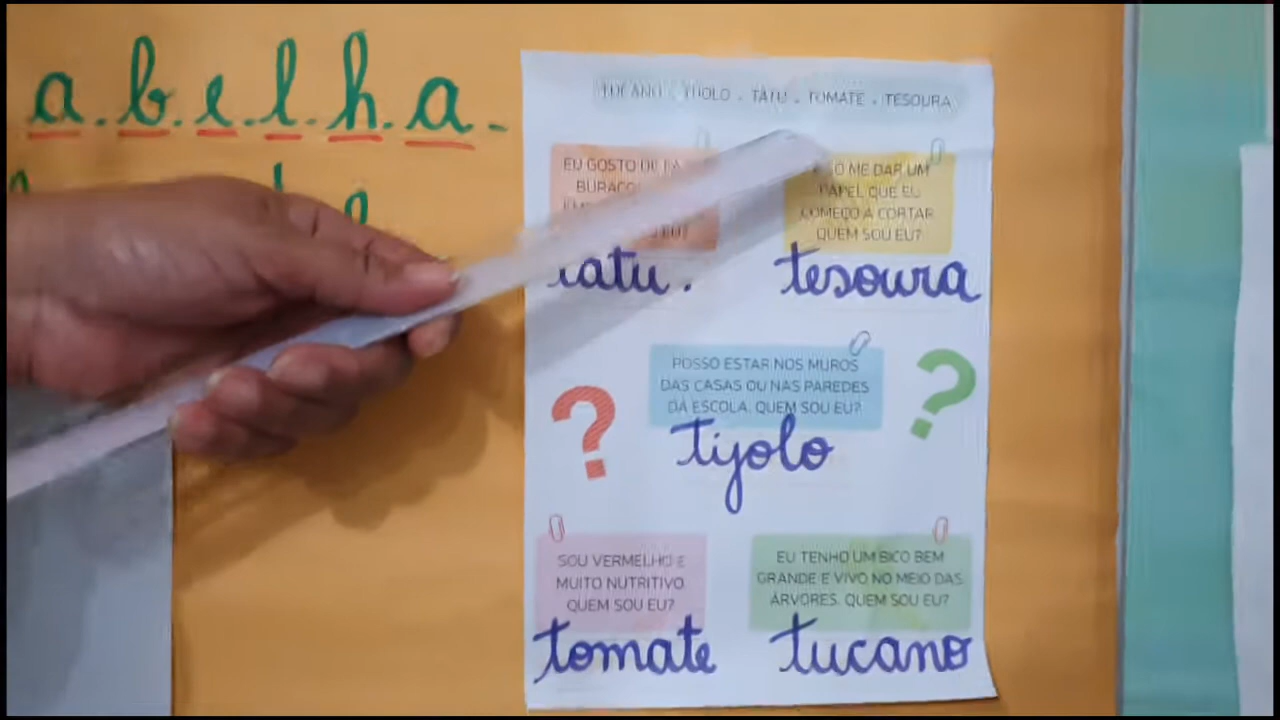 a.b.e.l.h.a.
TUCANO - TIJOLO - TATU - TOMATE - TESOURA
EU GOSTO DE
BURACO
EU?
tatu.
ME DAR UM
PAPEL QUE EU
COMEÇO A CORTAR
QUEM SOU EU?
tesoura
POSSO ESTAR NOS MUROS
DAS CASAS OU NAS PAREDES
DA ESCOLA. QUEM SOU EU?
tijolo
SOU VERMELHO E
MUITO NUTRITIVO
QUEM SOU EU?
tomate
EU TENHO UM BICO BEM
GRANDE E VIVO NO MEIO DAS
ÁRVORES. QUEM SOU EU?
tucano